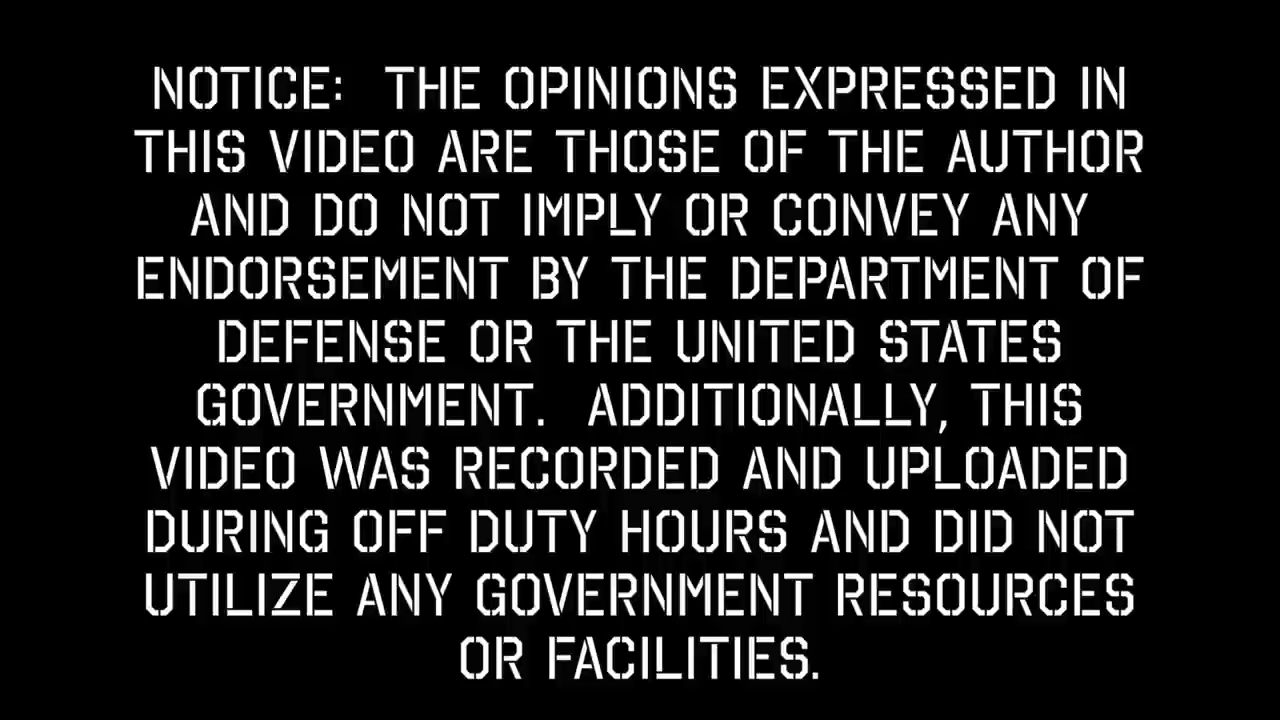 NOTICE: THE OPINIONS EXPRESSED IN
THIS VIDEO ARE THOSE OF THE AUTHOR
AND DO NOT IMPLY OR CONVEY ANY
ENDORSEMENT BY THE DEPARTMENT OF
DEFENSE OR THE UNITED STATES
GOVERNMENT. ADDITIONALLY, THIS
VIDEO WAS RECORDED AND UPLOADED
DURING OFF DUTY HOURS AND DID NOT
UTILIZE ANY GOVERNMENT RESOURCES
OR FACILITIES.